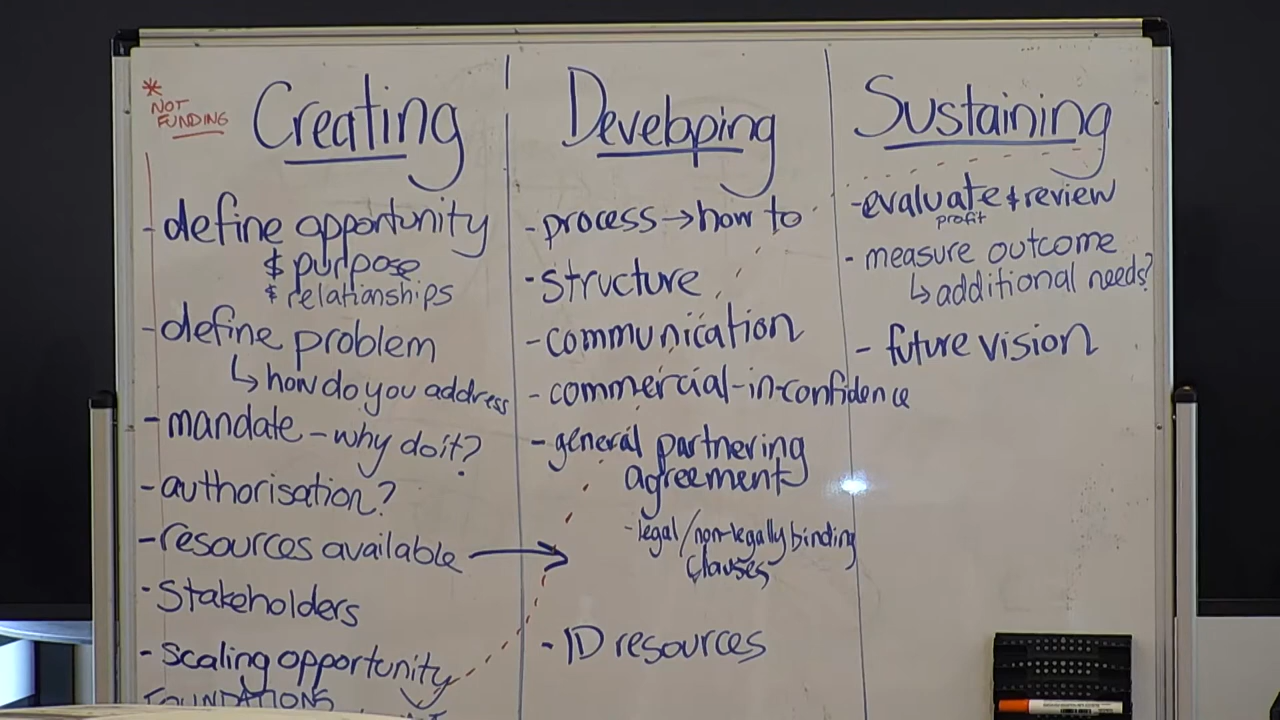 * NOT
FUNDING
Creating
- define opportunity
& purpose
& relationships
- define problem
↳ how do you address
- mandate - why do it?
- authorisation?
- resources available →
- Stakeholders
- Scaling opportunity
FOUNDATIONS
Developing
- process → how to
- structure
- communication
- commercial-in-confidence
- general partnering
agreement
- legal/non-legally binding
clauses
- ID resources
Sustaining
- evaluate & review
profit
- measure outcome
↳ additional needs?
- future vision